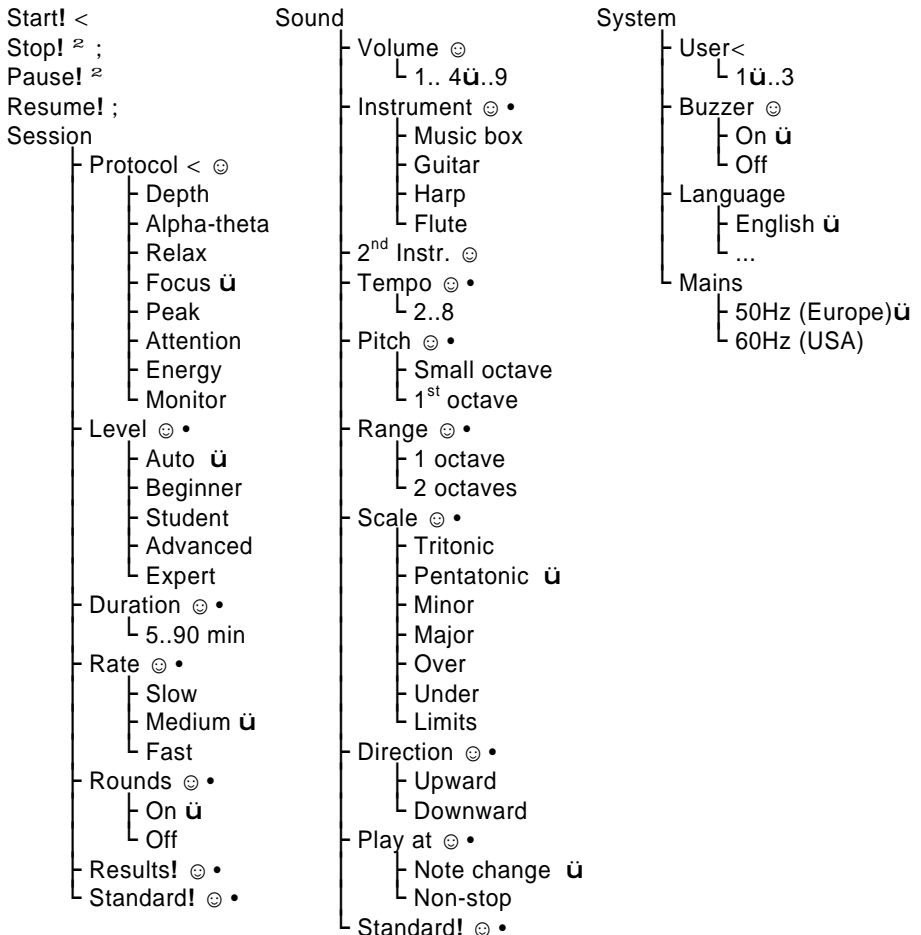 Start! <
Stop! ² ;
Pause! ²
Resume! ;
Session
Protocol < ☺
Depth
Alpha-theta
Relax
Focus ü
Peak
Attention
Energy
Monitor
Level ☺ •
Auto ü
Beginner
Student
Advanced
Expert
Duration ☺ •
5..90 min
Rate ☺ •
Slow
Medium ü
Fast
Rounds ☺ •
On ü
Off
Results! ☺ •
Standard! ☺ •
Sound
Volume ☺
1.. 4ü..9
Instrument ☺ •
Music box
Guitar
Harp
Flute
2nd Instr. ☺
Tempo ☺ •
2..8
Pitch ☺ •
Small octave
1st octave
Range ☺ •
1 octave
2 octaves
Scale ☺ •
Tritonic
Pentatonic ü
Minor
Major
Over
Under
Limits
Direction ☺ •
Upward
Downward
Play at ☺ •
Note change ü
Non-stop
Standard! ☺ •
System
User<
1ü..3
Buzzer ☺
On ü
Off
Language
English ü
...
Mains
50Hz (Europe)ü
60Hz (USA)